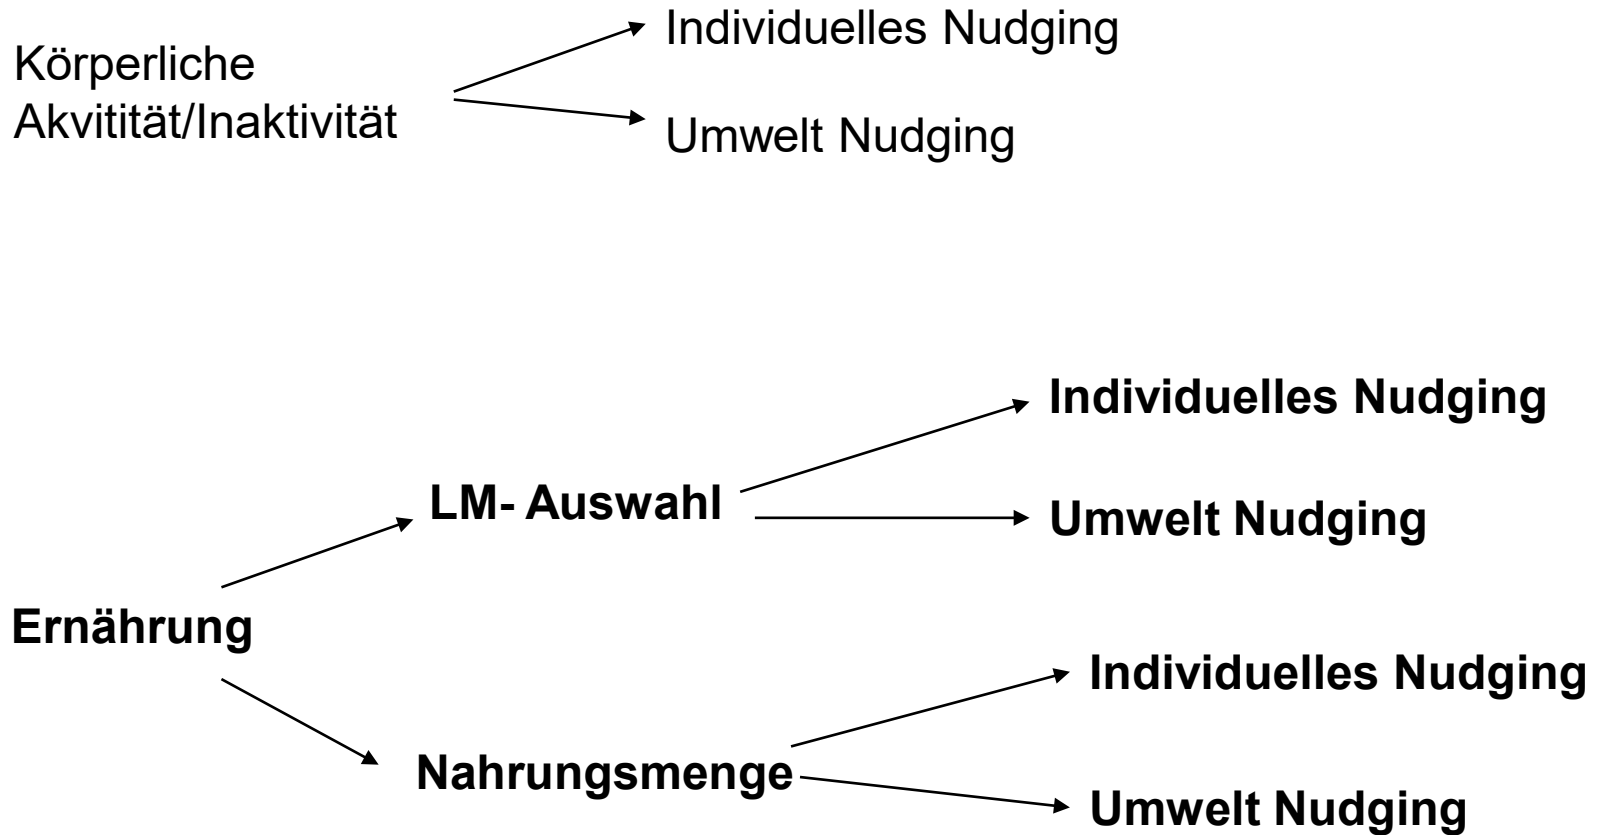 Individuelles Nudging
Körperliche
Akvitität/Inaktivität
Umwelt Nudging
Individuelles Nudging
LM- Auswahl
Umwelt Nudging
Ernährung
Individuelles Nudging
Nahrungsmenge
Umwelt Nudging